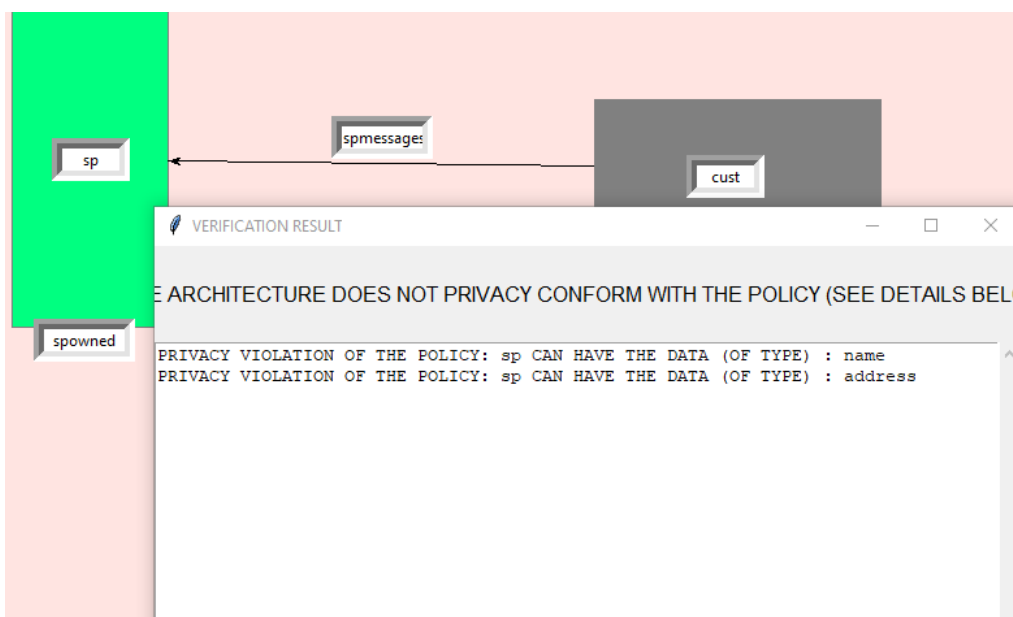 spmessages
sp
cust
VERIFICATION RESULT
E ARCHITECTURE DOES NOT PRIVACY CONFORM WITH THE POLICY (SEE DETAILS BEL
spowned
PRIVACY VIOLATION OF THE POLICY: sp CAN HAVE THE DATA (OF TYPE) : name
PRIVACY VIOLATION OF THE POLICY: sp CAN HAVE THE DATA (OF TYPE) : address